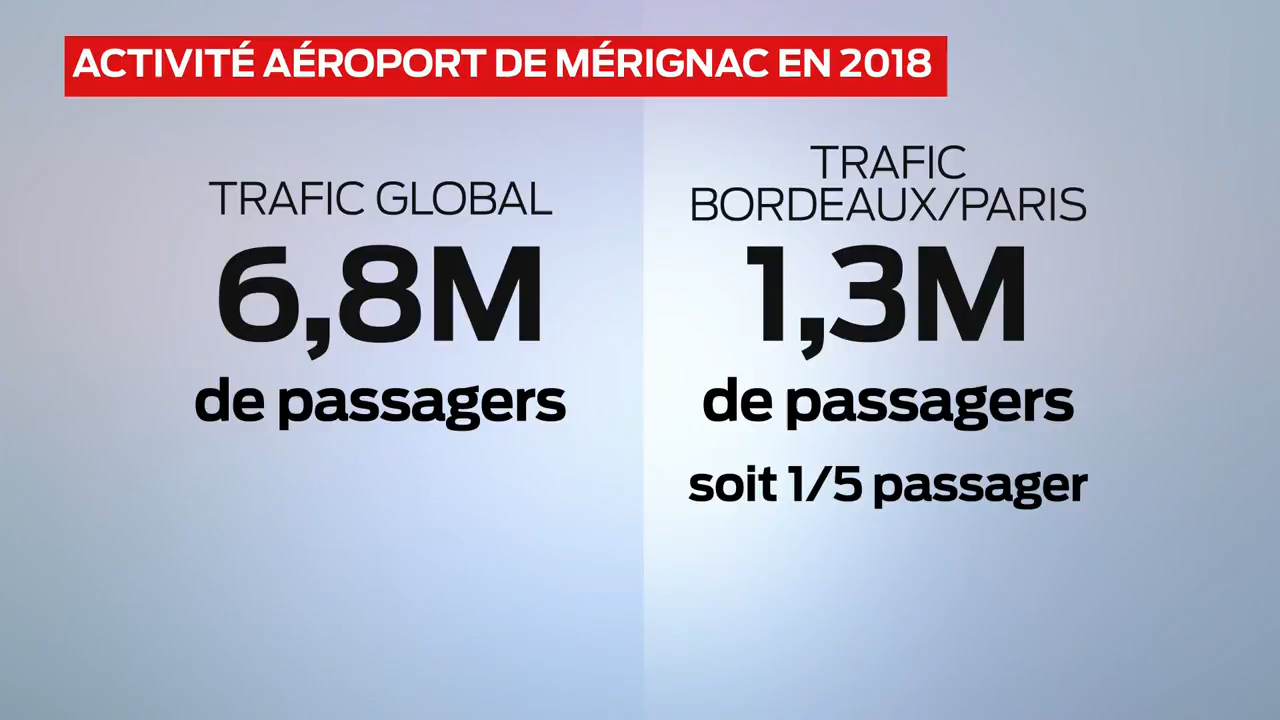 ACTIVITÉ AÉROPORT DE MÉRIGNAC EN 2018
TRAFIC GLOBAL
6,8M
de passagers
TRAFIC
BORDEAUX/PARIS
1,3M
de passagers
soit 1/5 passager